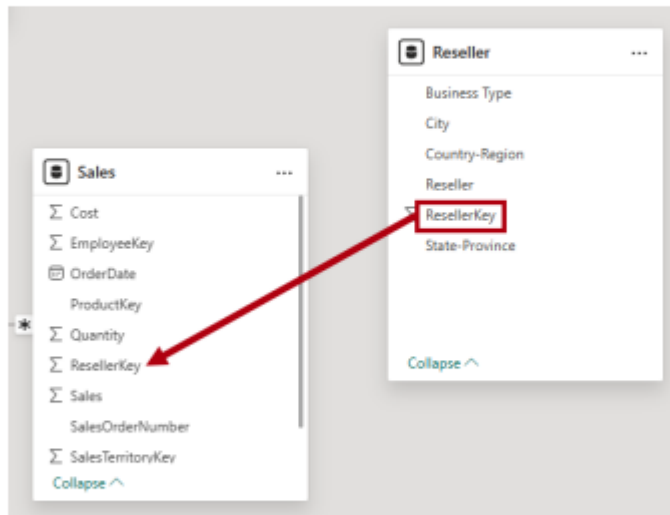 Reseller
Business Type
City
Country-Region
Reseller
ResellerKey
State-Province
Collapse
Sales
Σ Cost
Σ EmployeeKey
OrderDate
ProductKey
* 
Σ Quantity
Σ ResellerKey
Σ Sales
SalesOrderNumber
Σ SalesTerritoryKey
Collapse